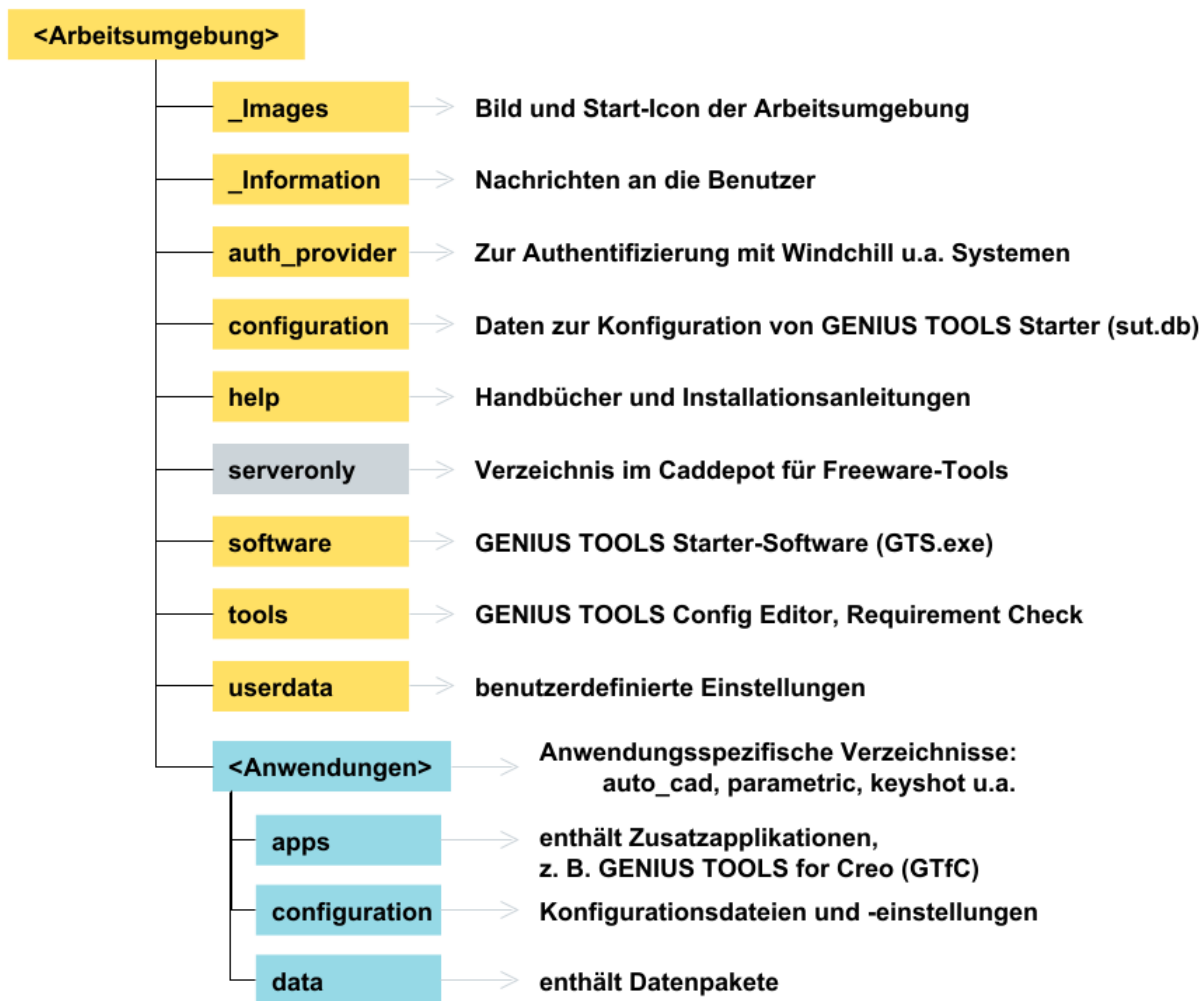 <Arbeitsumgebung>
_Images
Bild und Start-Icon der Arbeitsumgebung
_Information
Nachrichten an die Benutzer
auth_provider
Zur Authentifizierung mit Windchill u.a. Systemen
configuration
Daten zur Konfiguration von GENIUS TOOLS Starter (sut.db)
help
Handbücher und Installationsanleitungen
serveronly
Verzeichnis im Caddepot für Freeware-Tools
software
GENIUS TOOLS Starter-Software (GTS.exe)
tools
GENIUS TOOLS Config Editor, Requirement Check
userdata
benutzerdefinierte Einstellungen
<Anwendungen>
Anwendungsspezifische Verzeichnisse:
auto_cad, parametric, keyshot u.a.
apps
enthält Zusatzapplikationen,
z. B. GENIUS TOOLS for Creo (GTfC)
configuration
Konfigurationsdateien und -einstellungen
data
enthält Datenpakete